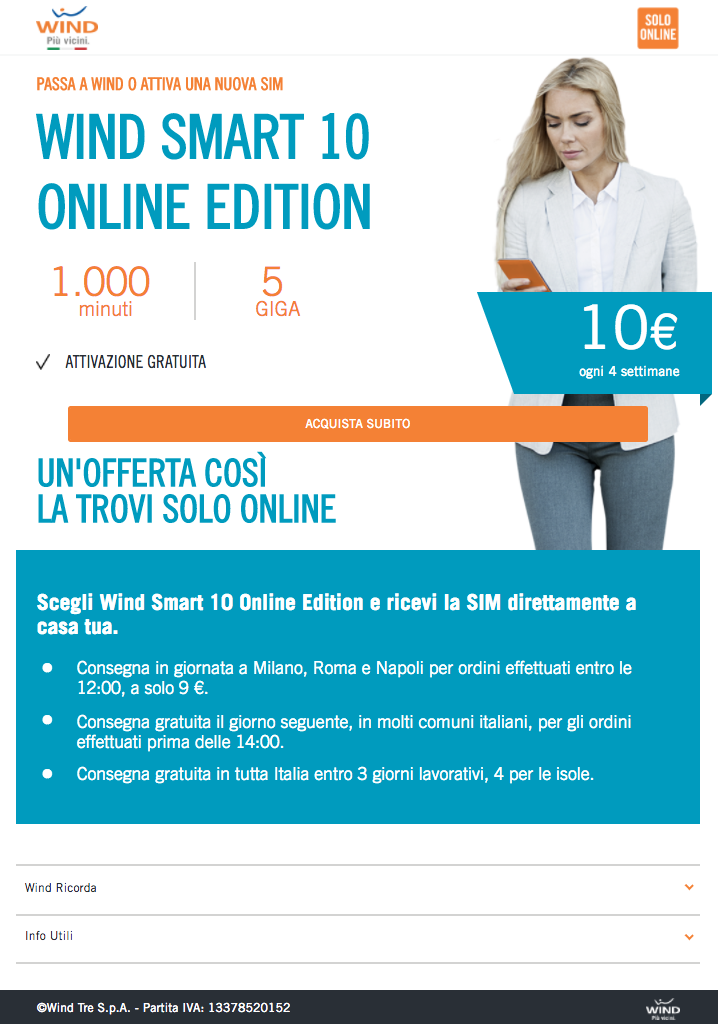 WIND
Più vicini.
SOLO
ONLINE
PASSA A WIND O ATTIVA UNA NUOVA SIM
WIND SMART 10
ONLINE EDITION
1.000
minuti
5
GIGA
10€
ogni 4 settimane
ATTIVAZIONE GRATUITA
ACQUISTA SUBITO
UN'OFFERTA COSÌ
LA TROVI SOLO ONLINE
Scegli Wind Smart 10 Online Edition e ricevi la SIM direttamente a
casa tua.
Consegna in giornata a Milano, Roma e Napoli per ordini effettuati entro le
12:00, a solo 9 €.
Consegna gratuita il giorno seguente, in molti comuni italiani, per gli ordini
effettuati prima delle 14:00.
Consegna gratuita in tutta Italia entro 3 giorni lavorativi, 4 per le isole.
Wind Ricorda
Info Utili
©Wind Tre S.p.A. - Partita IVA: 13378520152
WIND
Più vicini.